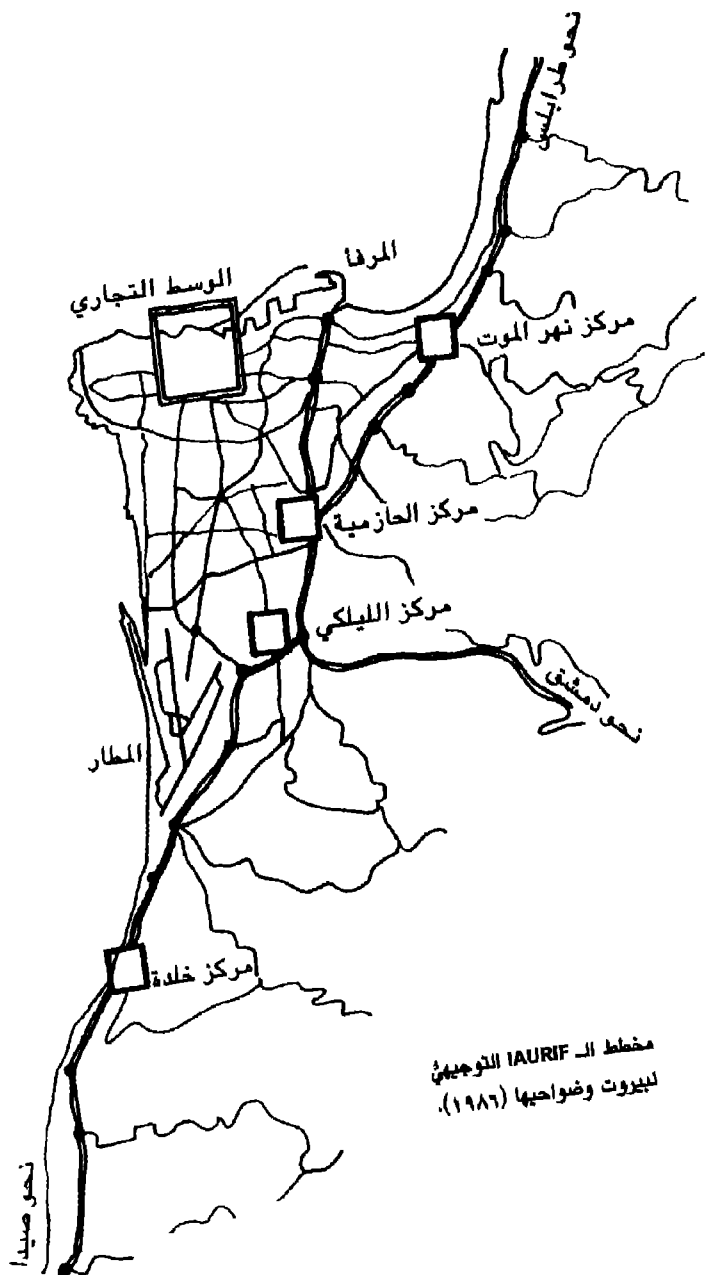 نحو طرابلس
المرفأ
الوسط التجاري
مركز نهر الموت
مركز الحازمية
مركز الليلكي
نحو دمشق
المطار
مركز خلدة
مخطط الـ IAURIF التوجيهيّ
لبيروت وضواحيها (١٩٨٦).
نحو صيدا